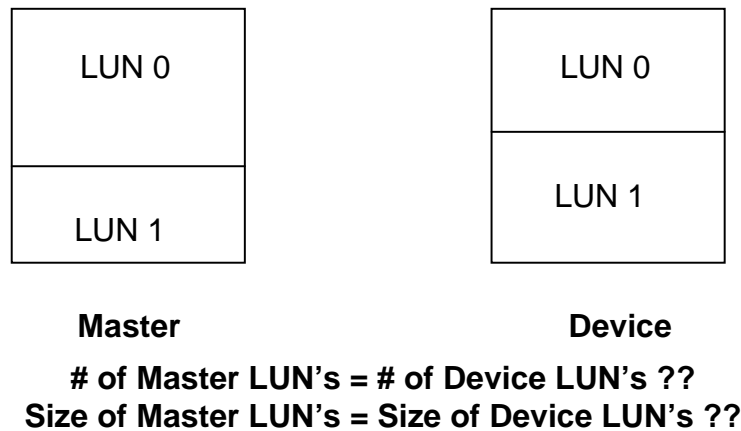 LUN 0
LUN 0
LUN 1
LUN 1
Master
Device
# of Master LUN’s = # of Device LUN’s ??
Size of Master LUN’s = Size of Device LUN’s ??